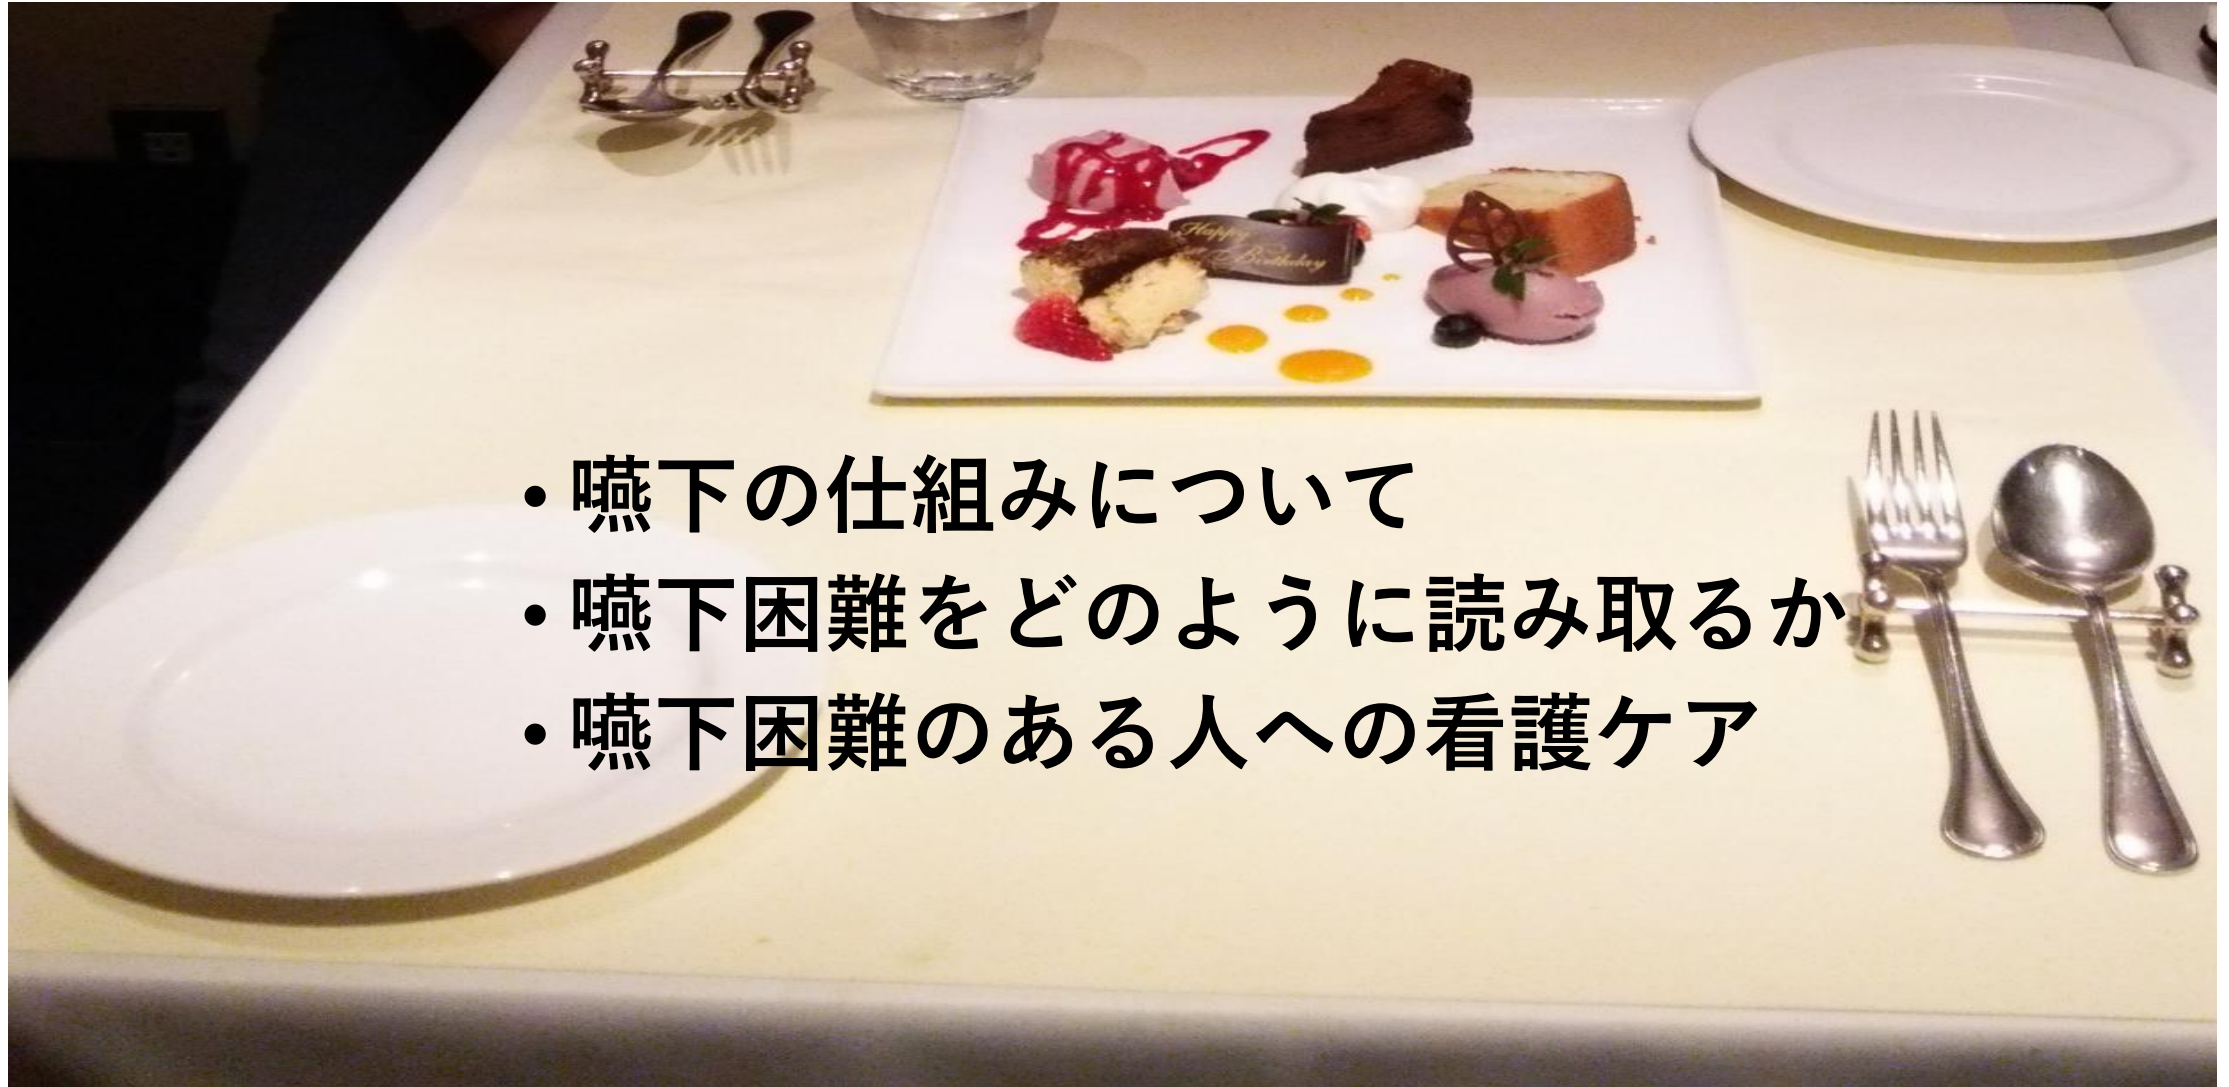 Happy
Birthday
• 嚥下の仕組みについて
• 嚥下困難をどのように読み取るか
• 嚥下困難のある人への看護ケア